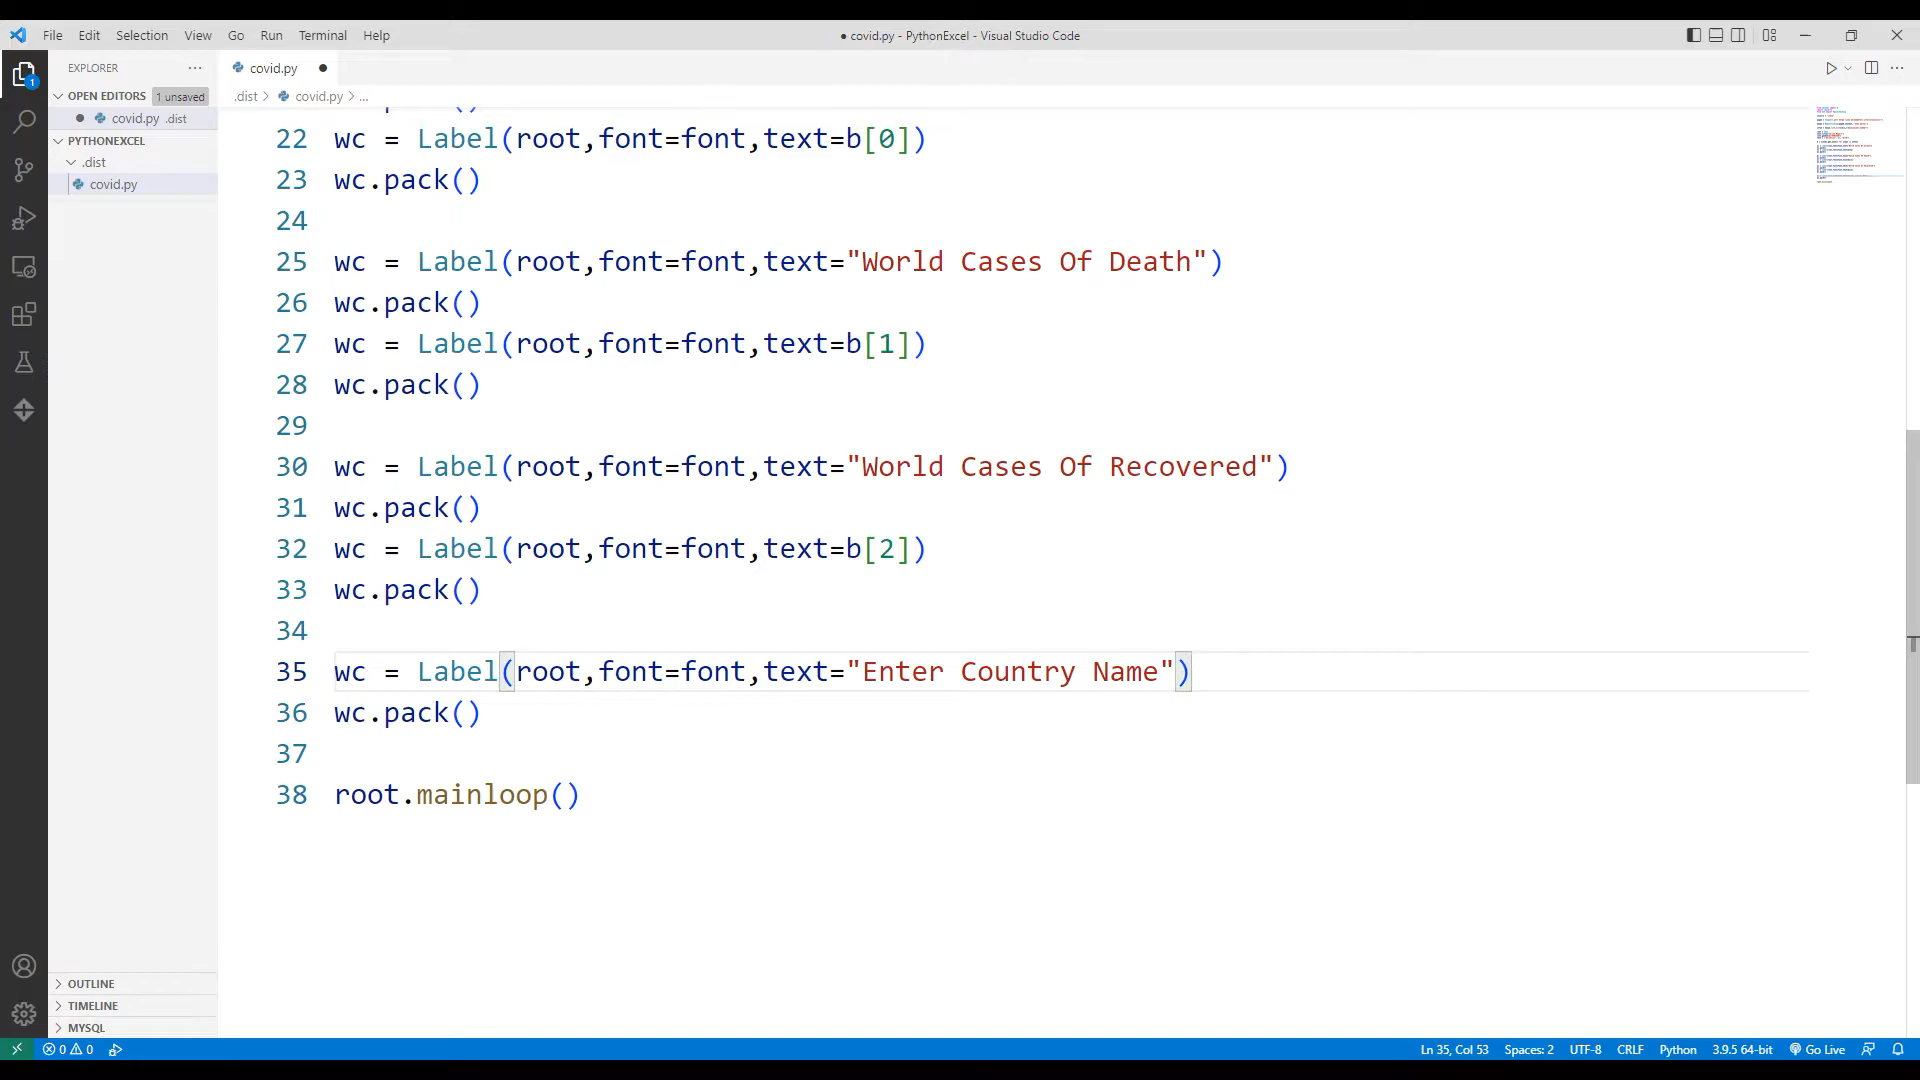 File Edit Selection View Go Run Terminal Help
● covid.py - PythonExcel - Visual Studio Code
EXPLORER ...
covid.py ●
OPEN EDITORS 1 unsaved
.dist > covid.py > ...
● covid.py .dist
PYTHONEXCEL
.dist
covid.py
22 wc = Label(root,font=font,text=b[0])
23 wc.pack()
24
25 wc = Label(root,font=font,text="World Cases Of Death")
26 wc.pack()
27 wc = Label(root,font=font,text=b[1])
28 wc.pack()
29
30 wc = Label(root,font=font,text="World Cases Of Recovered")
31 wc.pack()
32 wc = Label(root,font=font,text=b[2])
33 wc.pack()
34
35 wc = Label(root,font=font,text="Enter Country Name")
36 wc.pack()
37
38 root.mainloop()
OUTLINE
TIMELINE
MYSQL
0 0
Ln 35, Col 53 Spaces: 2 UTF-8 CRLF Python 3.9.5 64-bit Go Live